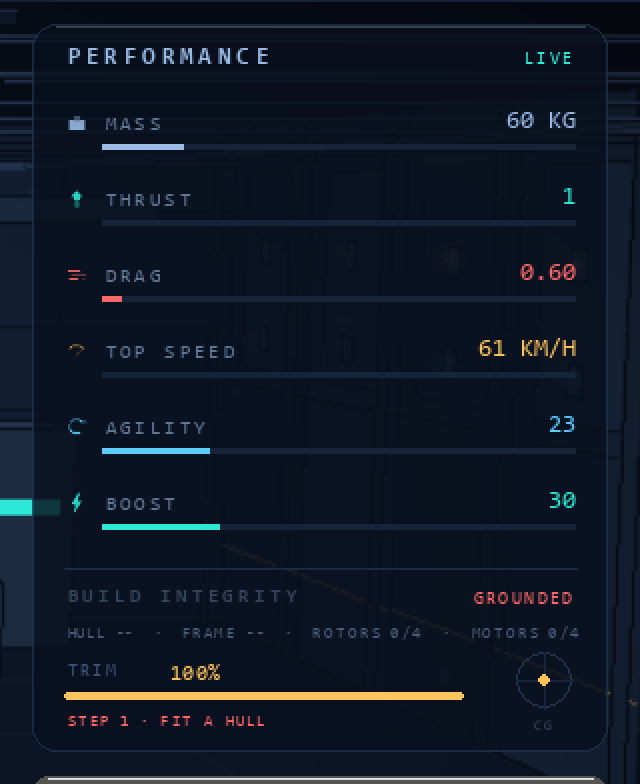 PERFORMANCE LIVE
MASS 60 KG
THRUST 1
DRAG 0.60
TOP SPEED 61 KM/H
AGILITY 23
BOOST 30
BUILD INTEGRITY GROUNDED
HULL -- · FRAME -- · ROTORS 0/4 · MOTORS 0/4
TRIM 100%
STEP 1 · FIT A HULL
CG